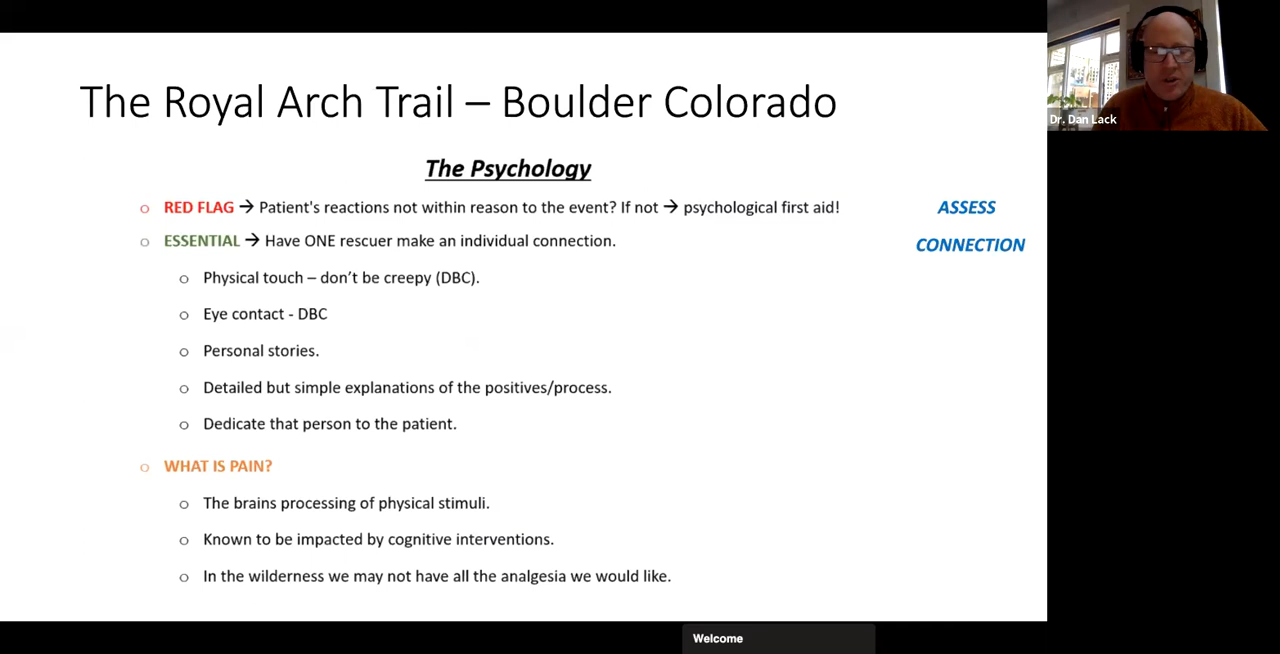 The Royal Arch Trail – Boulder Colorado
Dr. Dan Lack
The Psychology
o RED FLAG → Patient's reactions not within reason to the event? If not → psychological first aid! ASSESS
o ESSENTIAL → Have ONE rescuer make an individual connection. CONNECTION
o Physical touch – don’t be creepy (DBC).
o Eye contact - DBC
o Personal stories.
o Detailed but simple explanations of the positives/process.
o Dedicate that person to the patient.
o WHAT IS PAIN?
o The brains processing of physical stimuli.
o Known to be impacted by cognitive interventions.
o In the wilderness we may not have all the analgesia we would like.
Welcome